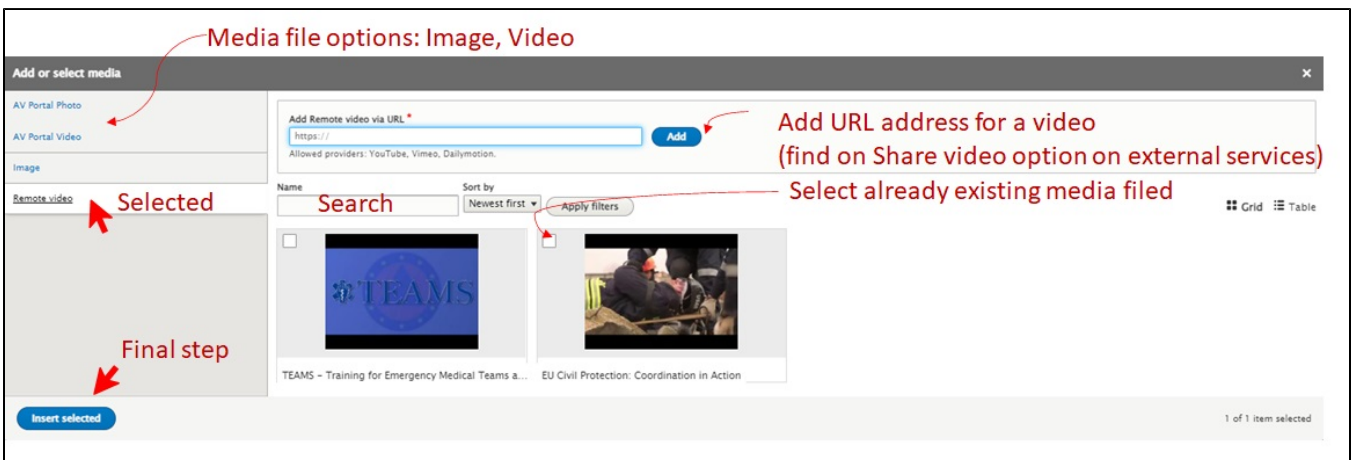 Media file options: Image, Video
Add or select media
×
AV Portal Photo
AV Portal Video
Image
Remote video
Selected
Add Remote video via URL *
https://
Add
Allowed providers: YouTube, Vimeo, Dailymotion.
Add URL address for a video
(find on Share video option on external services)
Select already existing media filed
Name
Search
Sort by
Newest first
Apply filters
Grid
Table
TEAMS
TEAMS – Training for Emergency Medical Teams a...
EU Civil Protection: Coordination in Action
Final step
Insert selected
1 of 1 item selected